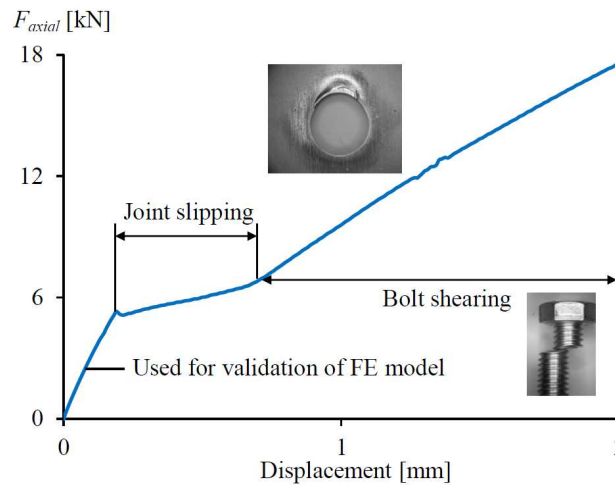 F_axial [kN]
18
12
6
0
Joint slipping
Bolt shearing
Used for validation of FE model
0
1
Displacement [mm]